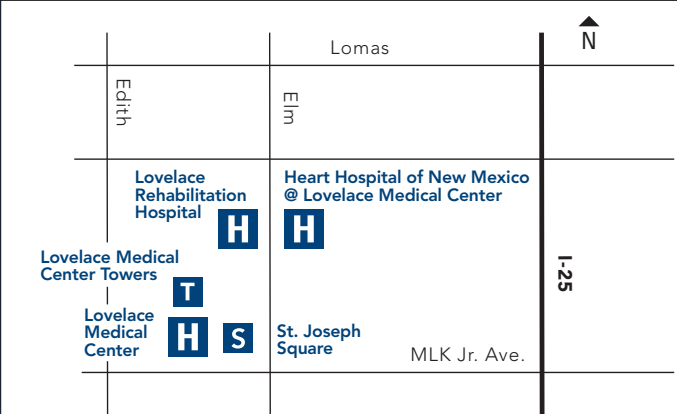 N
Lomas
Edith
Elm
Lovelace
Rehabilitation
Hospital
H
Heart Hospital of New Mexico
@ Lovelace Medical Center
H
Lovelace Medical
Center Towers
T
I-25
Lovelace
Medical
Center
H
S
St. Joseph
Square
MLK Jr. Ave.